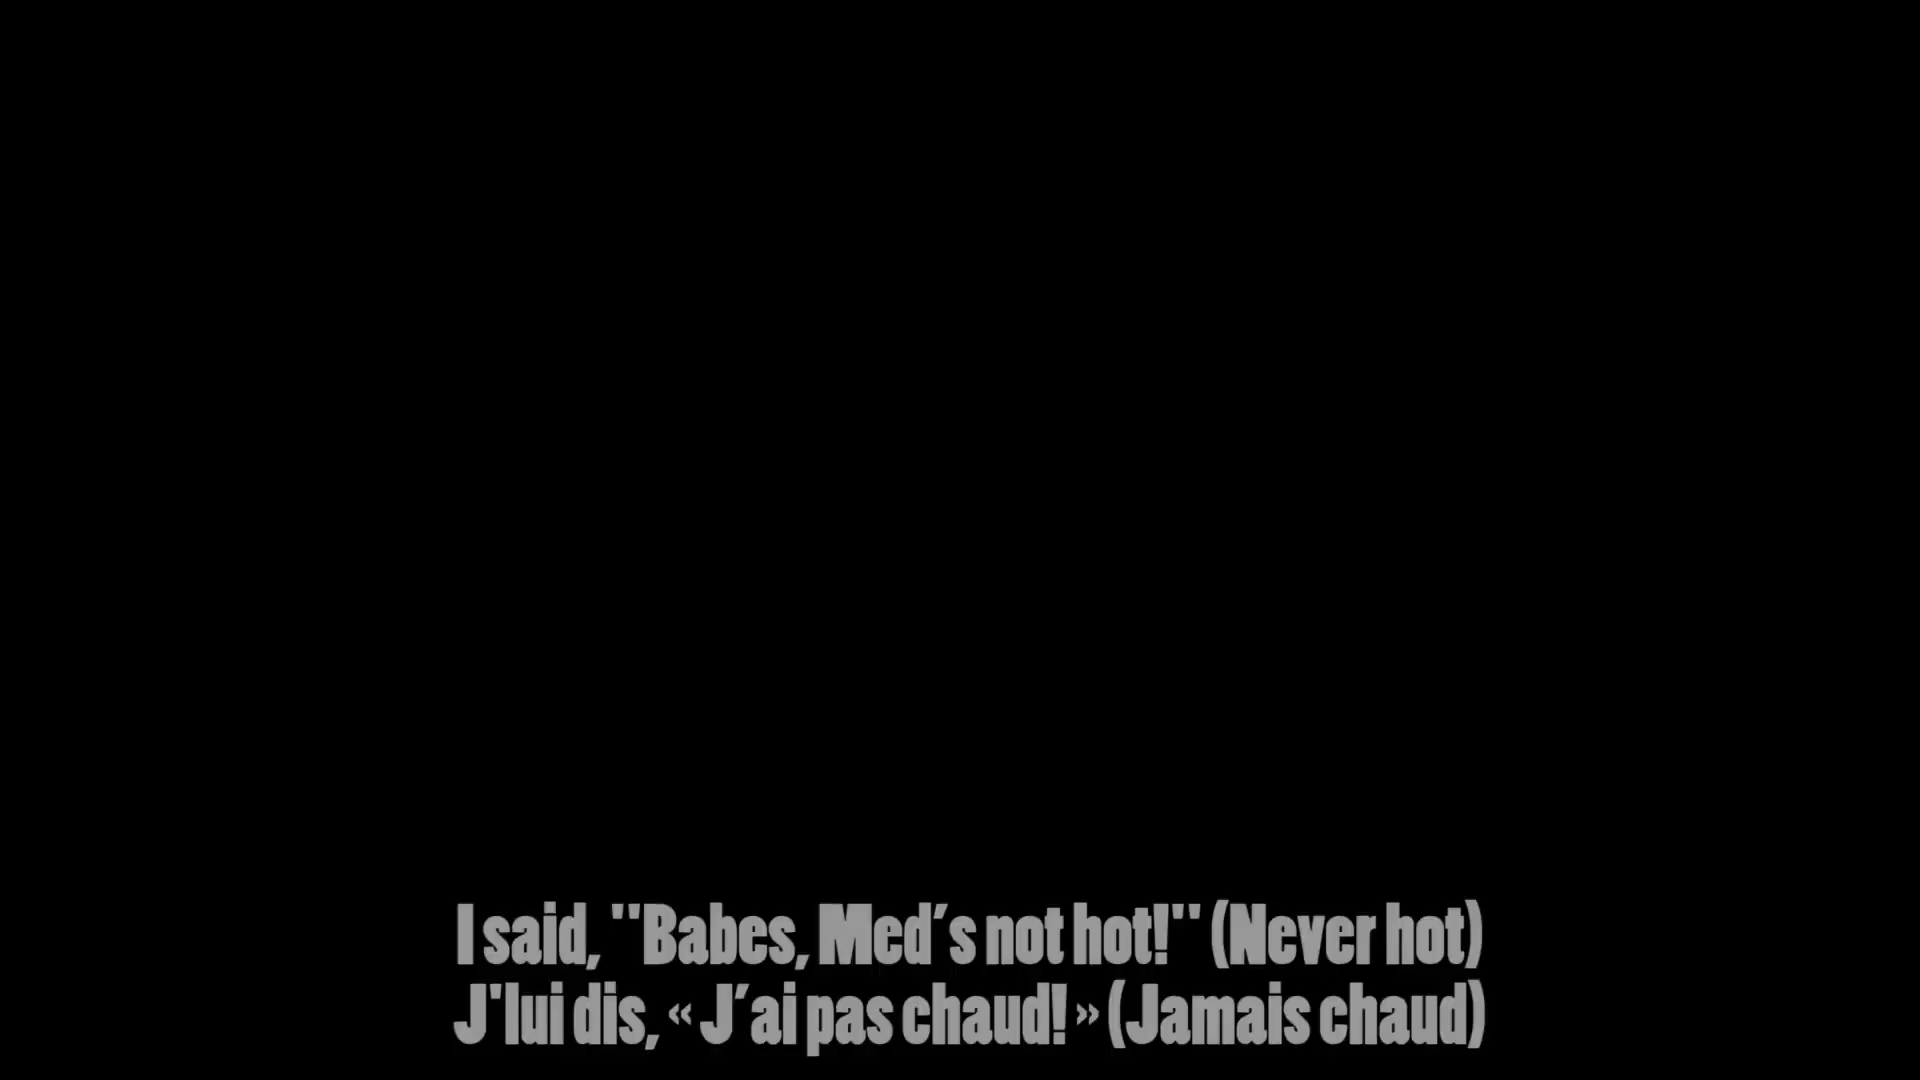 I said, "Babes, Med's not hot!" (Never hot)
J'lui dis, « J'ai pas chaud! » (Jamais chaud)